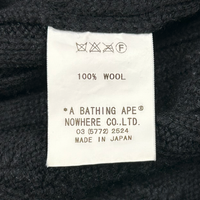 F
100% WOOL
"A BATHING APE®
NOWHERE CO.,LTD.
03 (5772) 2524
MADE IN JAPAN